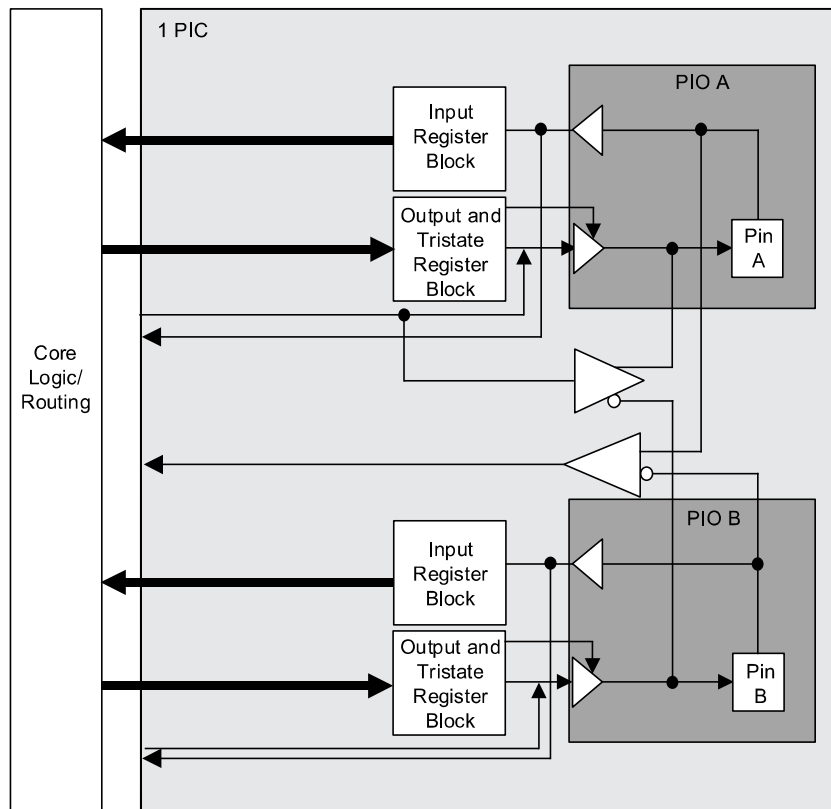 1 PIC
PIO A
Input
Register
Block
Output and
Tristate
Register
Block
Pin
A
Core
Logic/
Routing
PIO B
Input
Register
Block
Output and
Tristate
Register
Block
Pin
B